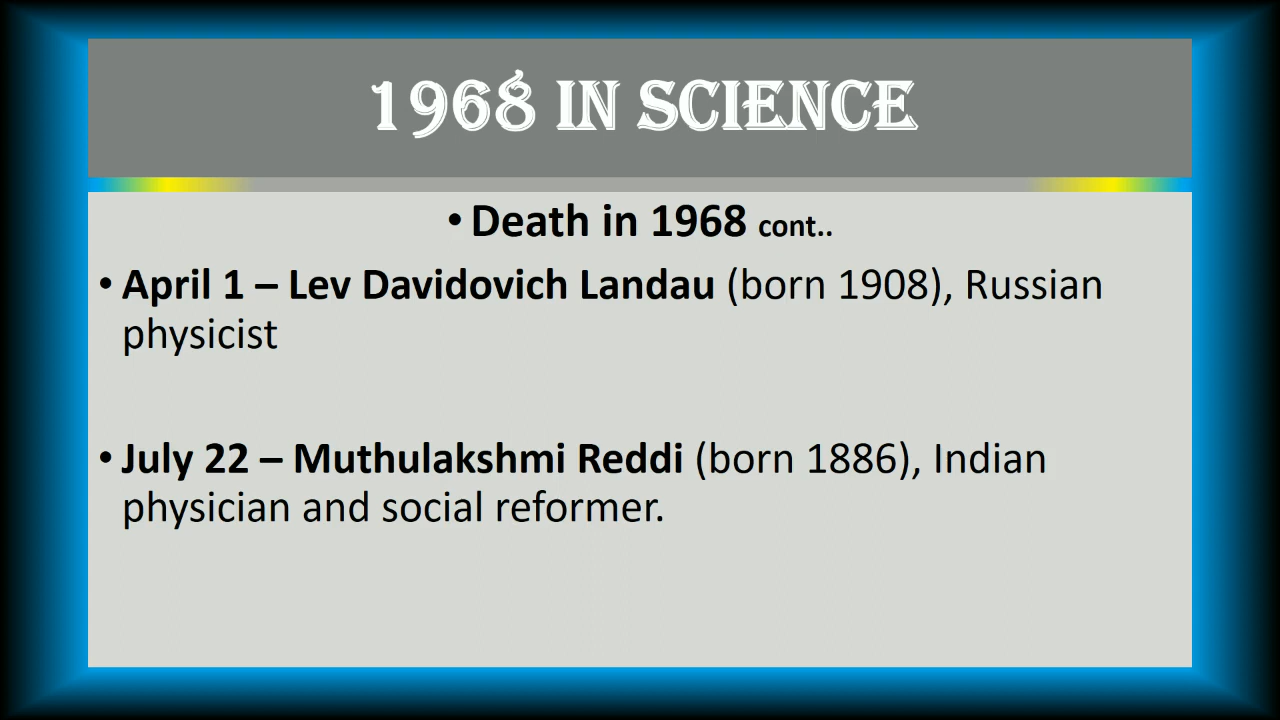 1968 IN SCIENCE
• Death in 1968 cont..
• April 1 – Lev Davidovich Landau (born 1908), Russian
physicist
• July 22 – Muthulakshmi Reddi (born 1886), Indian
physician and social reformer.